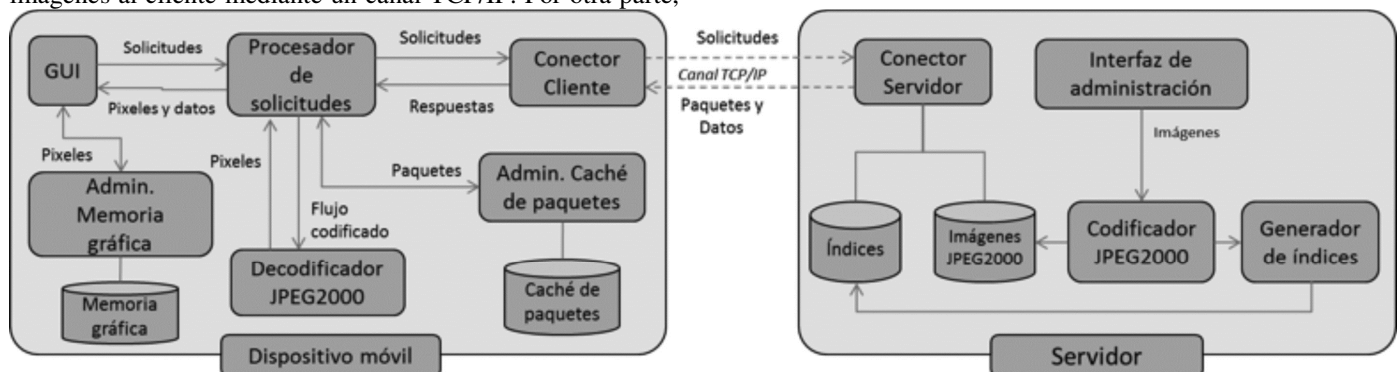 imágenes al cliente mediante un canal TCP/IP. Por otra parte,
GUI
Solicitudes
Procesador
de
solicitudes
Pixeles y datos
Solicitudes
Respuestas
Conector
Cliente
Solicitudes
Canal TCP/IP
Paquetes y
Datos
Pixeles
Admin.
Memoria
gráfica
Memoria
gráfica
Pixeles
Flujo
codificado
Decodificador
JPEG2000
Paquetes
Admin. Caché
de paquetes
Caché de
paquetes
Dispositivo móvil
Conector
Servidor
Interfaz de
administración
Imágenes
Índices
Imágenes
JPEG2000
Codificador
JPEG2000
Generador
de índices
Servidor